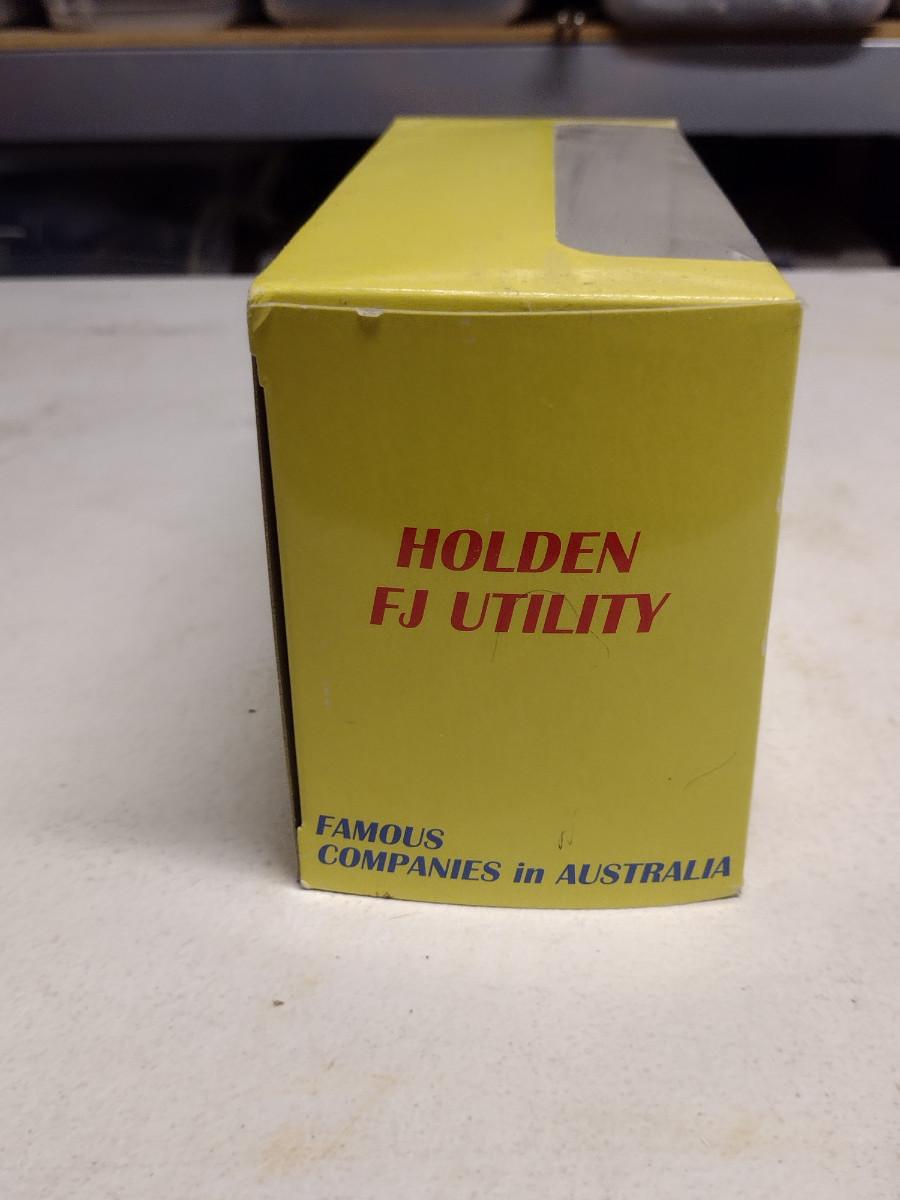 HOLDEN
FJ UTILITY
FAMOUS
COMPANIES in AUSTRALIA